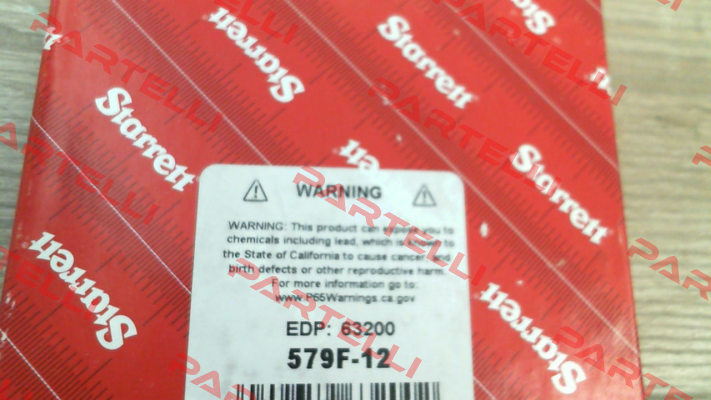 Starrett
Starrett
Starrett
Starrett
Starrett
Starrett
WARNING
WARNING: This product can expose you to
chemicals including lead, which is known to
the State of California to cause cancer and
birth defects or other reproductive harm.
For more information go to:
www.P65Warnings.ca.gov
EDP: 63200
579F-12
PARTELLI
PARTELLI
PARTELLI
PARTELLI
PARTELLI
PARTELLI